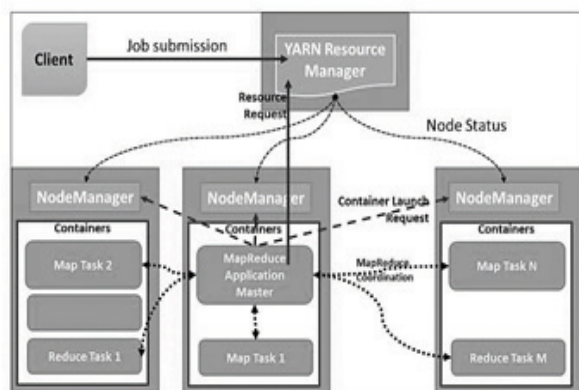 Client
Job submission
YARN Resource
Manager
Resource
Request
Node Status
NodeManager
NodeManager
NodeManager
Container Launch
Request
Containers
Containers
Containers
Map Task 2
MapReduce
Application
Master
MapReduce
Coordination
Map Task N
Reduce Task 1
Map Task 1
Reduce Task M